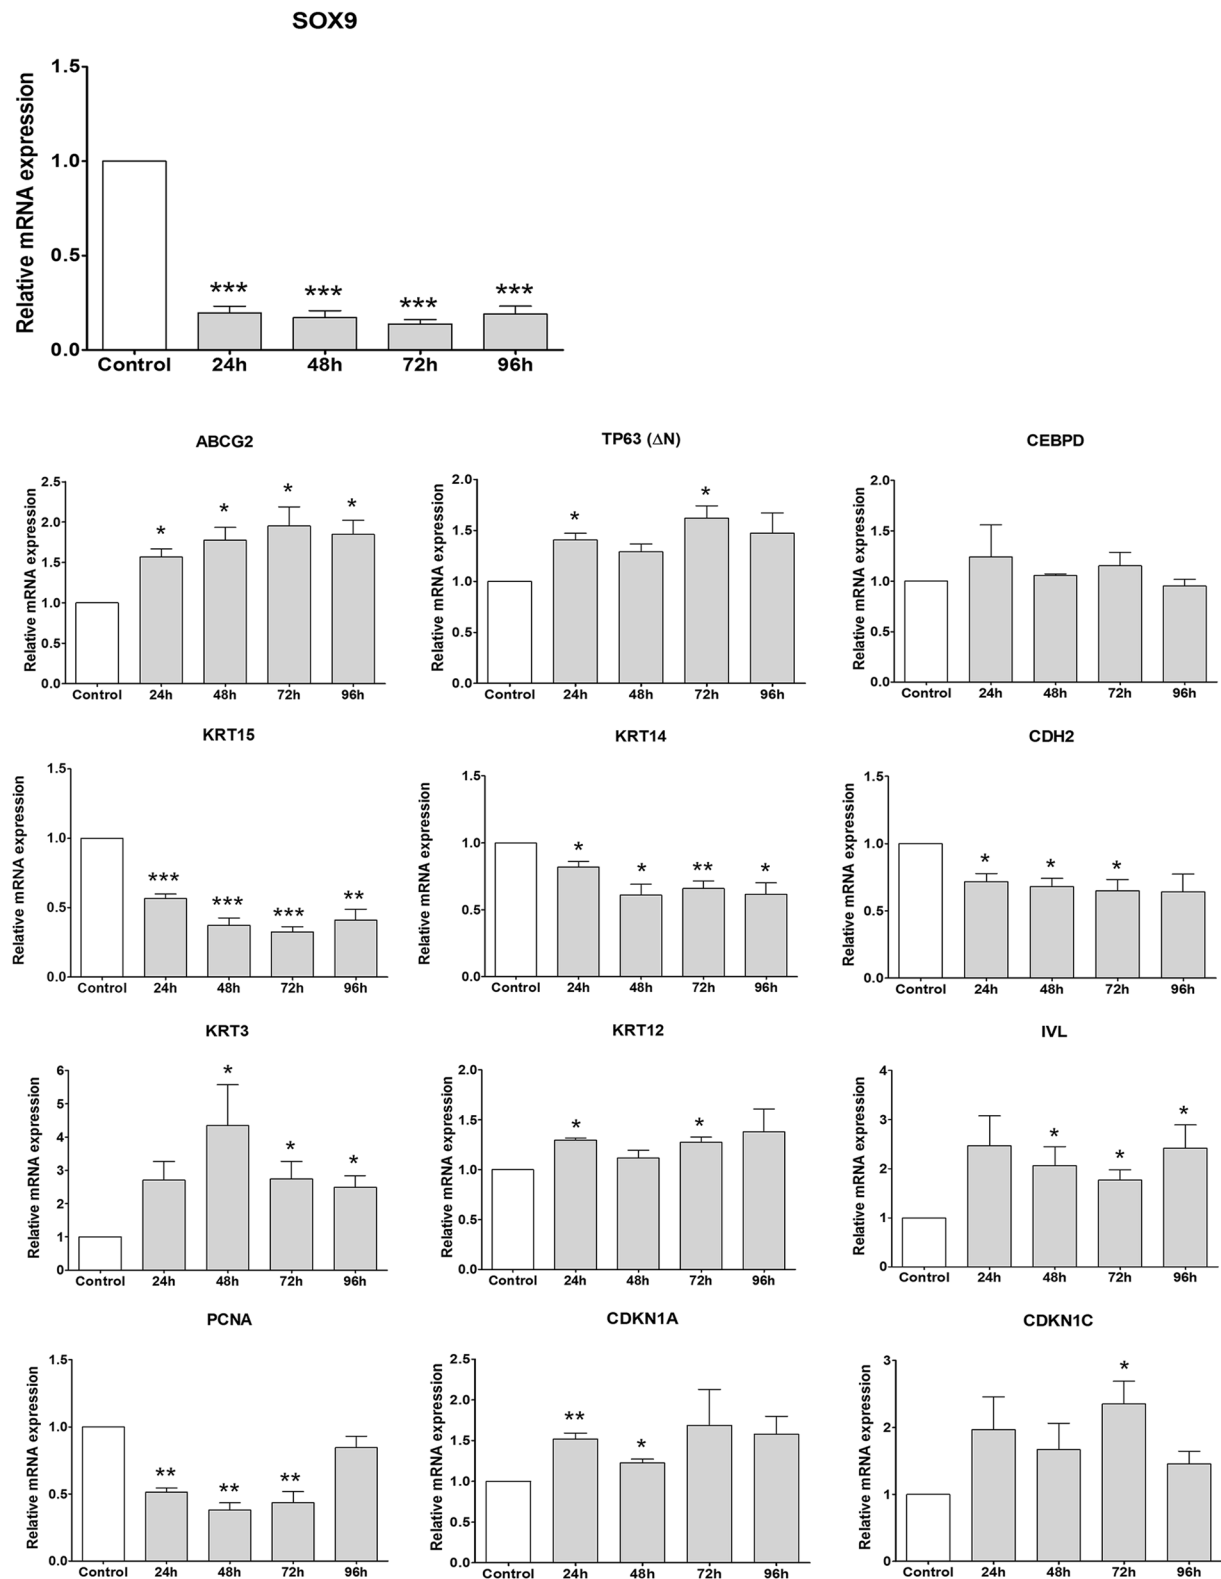 SOX9
Relative mRNA expression
1.5
1.0
0.5
0.0
*** *** *** ***
Control 24h 48h 72h 96h
ABCG2
Relative mRNA expression
2.5
2.0
1.5
1.0
0.5
0.0
* * * *
Control 24h 48h 72h 96h
TP63 (ΔN)
Relative mRNA expression
2.0
1.5
1.0
0.5
0.0
* *
Control 24h 48h 72h 96h
CEBPD
Relative mRNA expression
2.0
1.5
1.0
0.5
0.0
Control 24h 48h 72h 96h
KRT15
Relative mRNA expression
1.5
1.0
0.5
0.0
*** *** *** **
Control 24h 48h 72h 96h
KRT14
Relative mRNA expression
1.5
1.0
0.5
0.0
* * ** *
Control 24h 48h 72h 96h
CDH2
Relative mRNA expression
1.5
1.0
0.5
0.0
* * *
Control 24h 48h 72h 96h
KRT3
Relative mRNA expression
6
5
4
3
2
1
0
* * *
Control 24h 48h 72h 96h
KRT12
Relative mRNA expression
2.0
1.5
1.0
0.5
0.0
* *
Control 24h 48h 72h 96h
IVL
Relative mRNA expression
4
3
2
1
0
* * *
Control 24h 48h 72h 96h
PCNA
Relative mRNA expression
1.5
1.0
0.5
0.0
** ** **
Control 24h 48h 72h 96h
CDKN1A
Relative mRNA expression
2.5
2.0
1.5
1.0
0.5
0.0
** *
Control 24h 48h 72h 96h
CDKN1C
Relative mRNA expression
3
2
1
0
*
Control 24h 48h 72h 96h